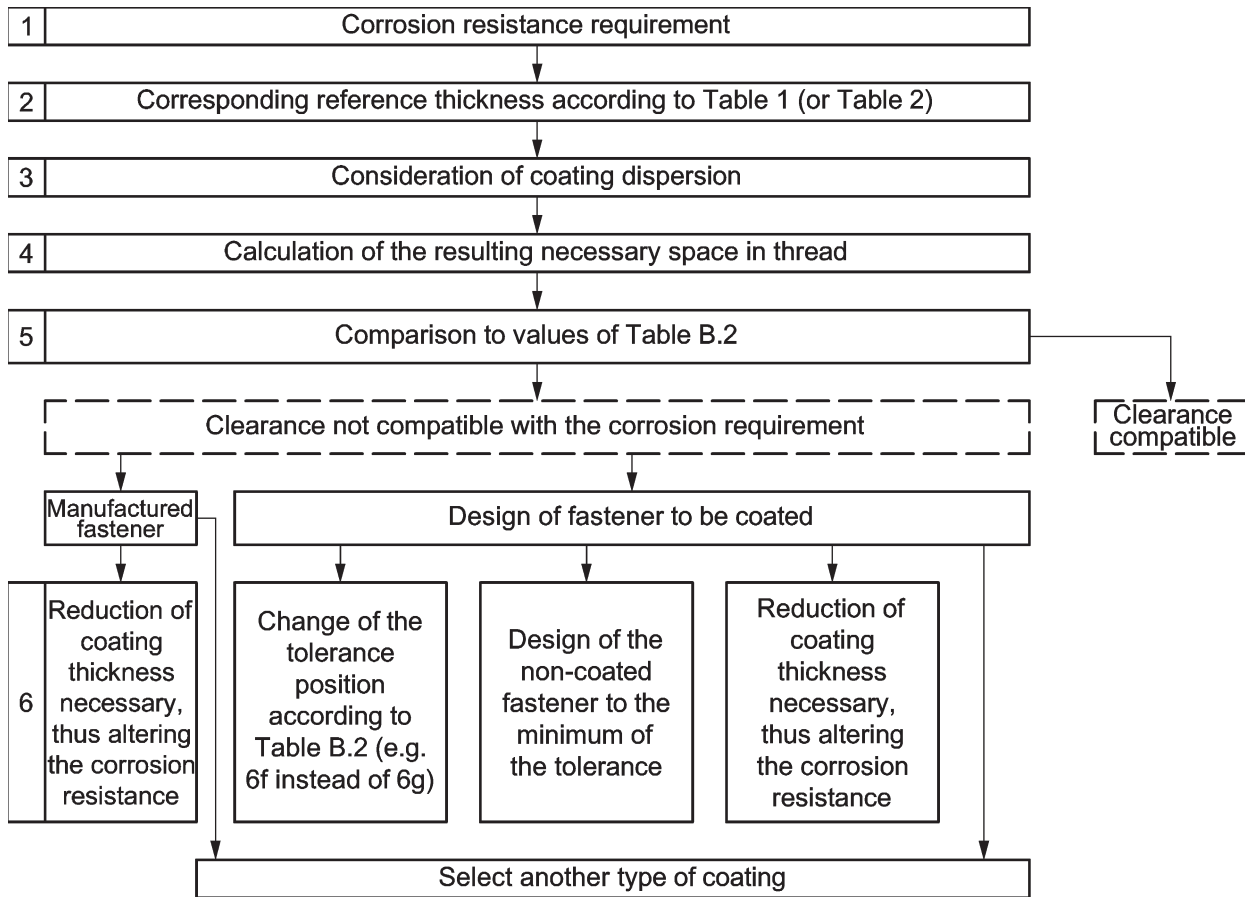 1
Corrosion resistance requirement
2
Corresponding reference thickness according to Table 1 (or Table 2)
3
Consideration of coating dispersion
4
Calculation of the resulting necessary space in thread
5
Comparison to values of Table B.2
Clearance not compatible with the corrosion requirement
Clearance
compatible
Manufactured
fastener
Design of fastener to be coated
6
Reduction of
coating
thickness
necessary,
thus altering
the corrosion
resistance
Change of the
tolerance
position
according to
Table B.2 (e.g.
6f instead of 6g)
Design of the
non-coated
fastener to the
minimum of
the tolerance
Reduction of
coating
thickness
necessary,
thus altering
the corrosion
resistance
Select another type of coating